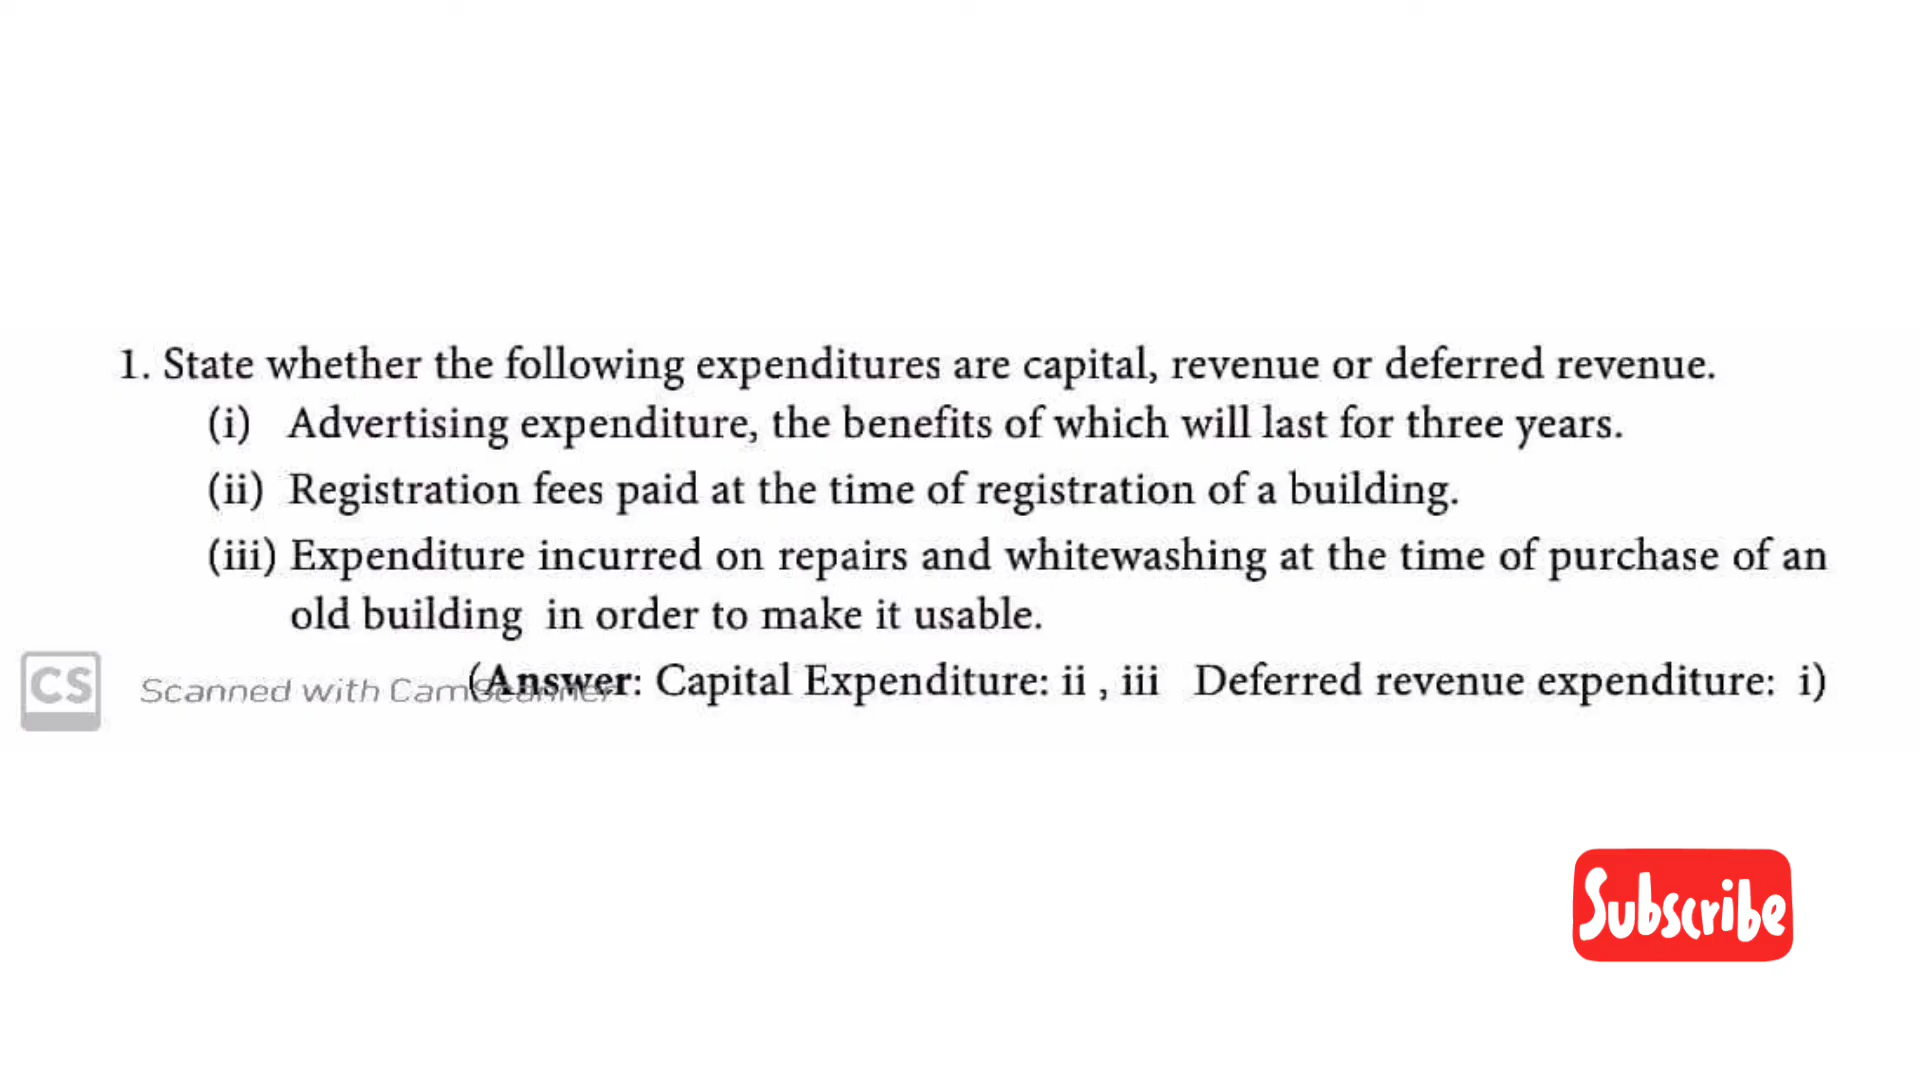 1. State whether the following expenditures are capital, revenue or deferred revenue.
(i) Advertising expenditure, the benefits of which will last for three years.
(ii) Registration fees paid at the time of registration of a building.
(iii) Expenditure incurred on repairs and whitewashing at the time of purchase of an
old building in order to make it usable.
(Answer: Capital Expenditure: ii , iii Deferred revenue expenditure: i)
CS Scanned with CamScanner
Subscribe